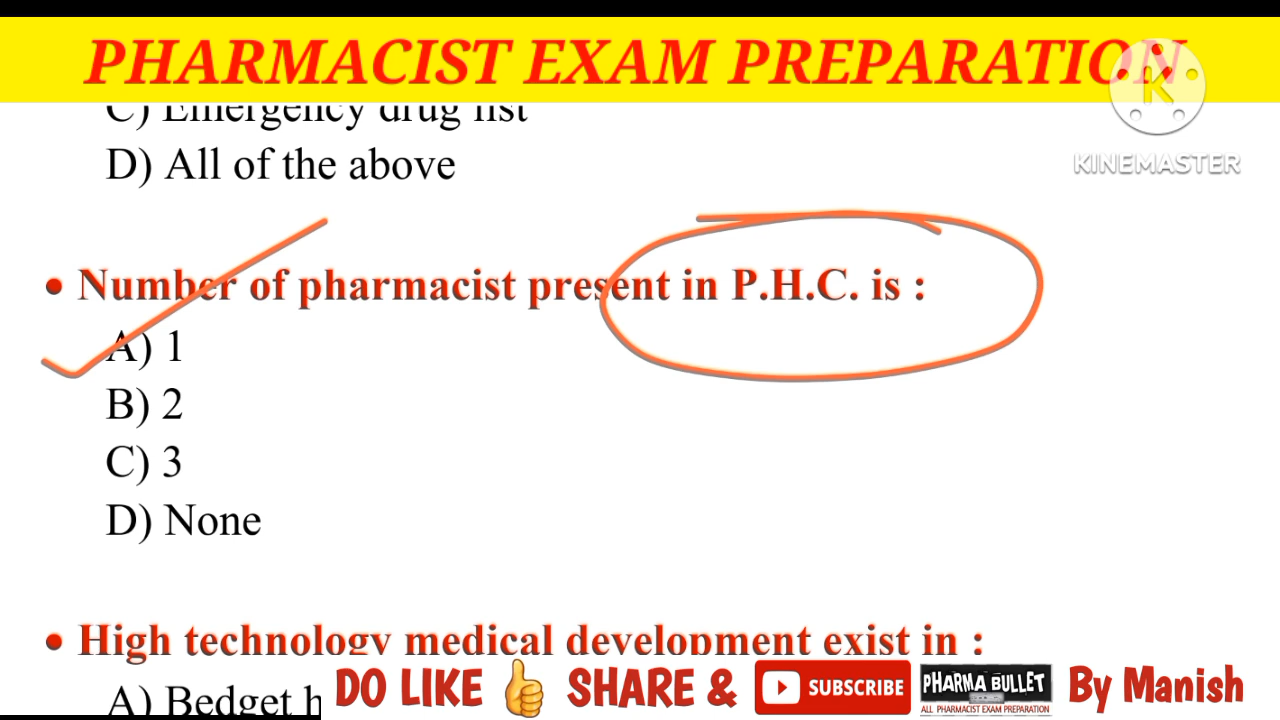 PHARMACIST EXAM PREPARATION
KINEMASTER
C) Emergency drug list
D) All of the above
• Number of pharmacist present in P.H.C. is :
A) 1
B) 2
C) 3
D) None
• High technology medical development exist in :
A) Bedget h
DO LIKE 👍 SHARE & SUBSCRIBE PHARMA BULLET By Manish
ALL PHARMACIST EXAM PREPARATION